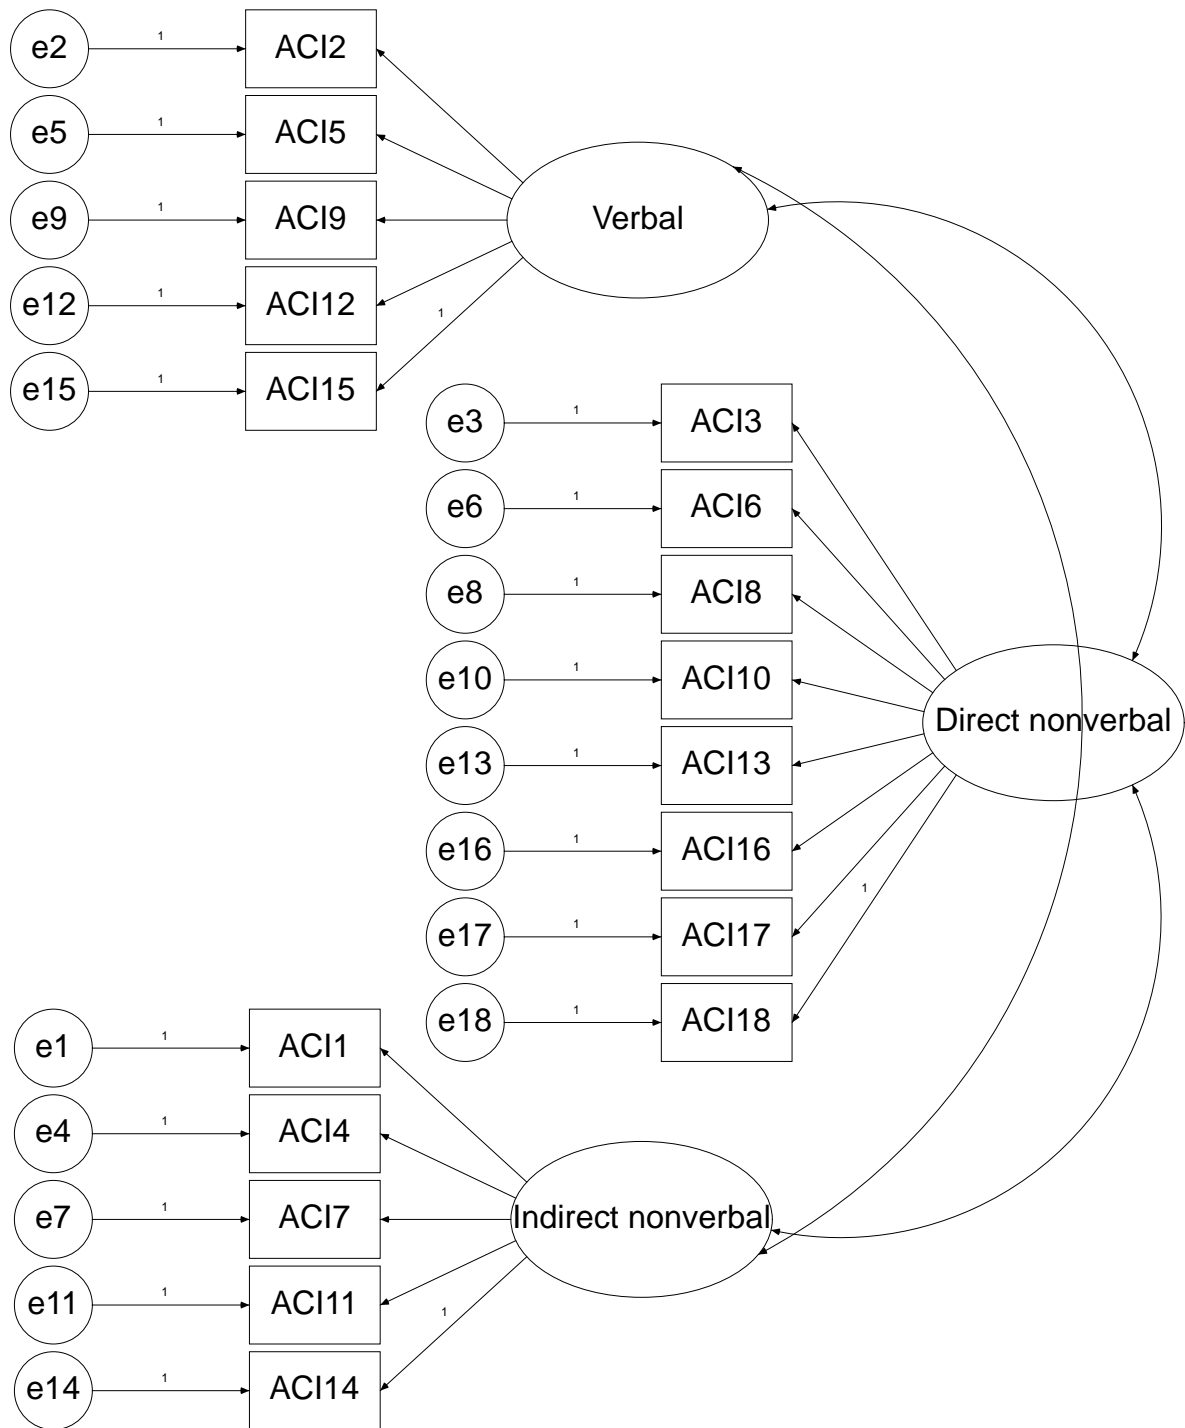 e2 1 ACI2
e5 1 ACI5
e9 1 ACI9
e12 1 ACI12
e15 1 ACI15
1
Verbal
e3 1 ACI3
e6 1 ACI6
e8 1 ACI8
e10 1 ACI10
e13 1 ACI13
e16 1 ACI16
e17 1 ACI17
e18 1 ACI18
1
Direct nonverbal
e1 1 ACI1
e4 1 ACI4
e7 1 ACI7
e11 1 ACI11
e14 1 ACI14
1
Indirect nonverbal